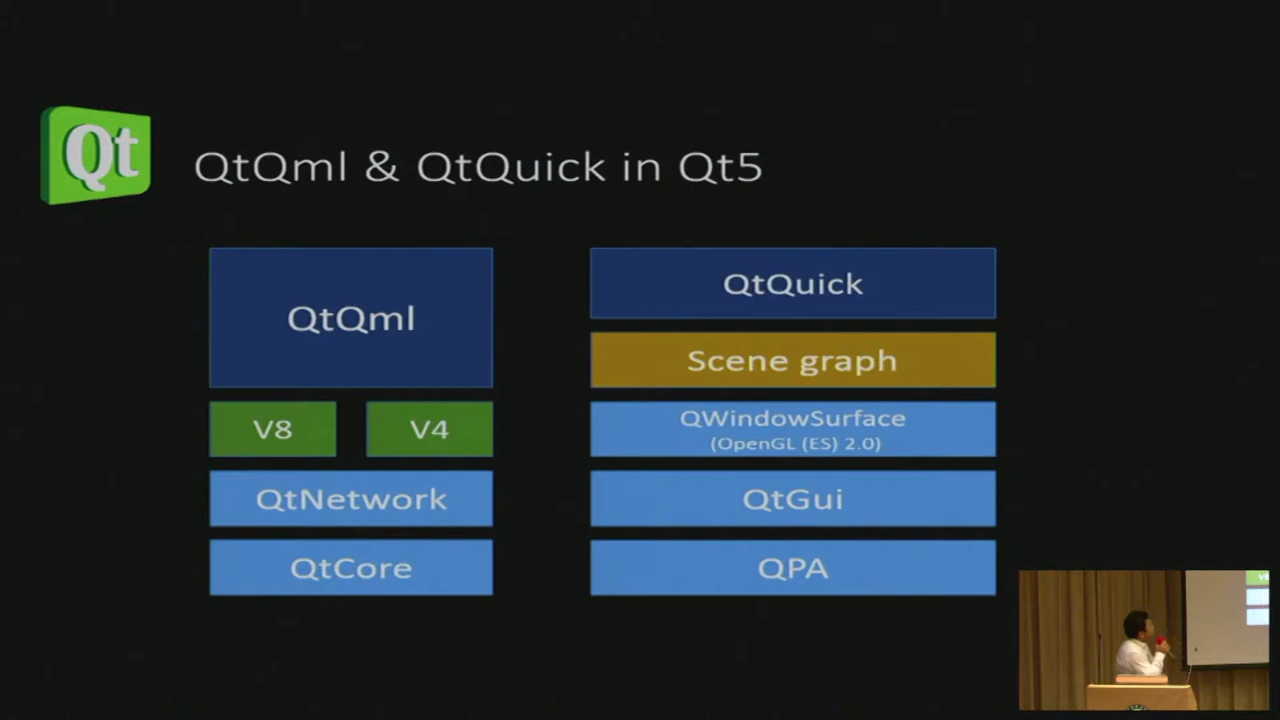 Qt
QtQml & QtQuick in Qt5
QtQml
V8
V4
QtNetwork
QtCore
QtQuick
Scene graph
QWindowSurface
(OpenGL (ES) 2.0)
QtGui
QPA